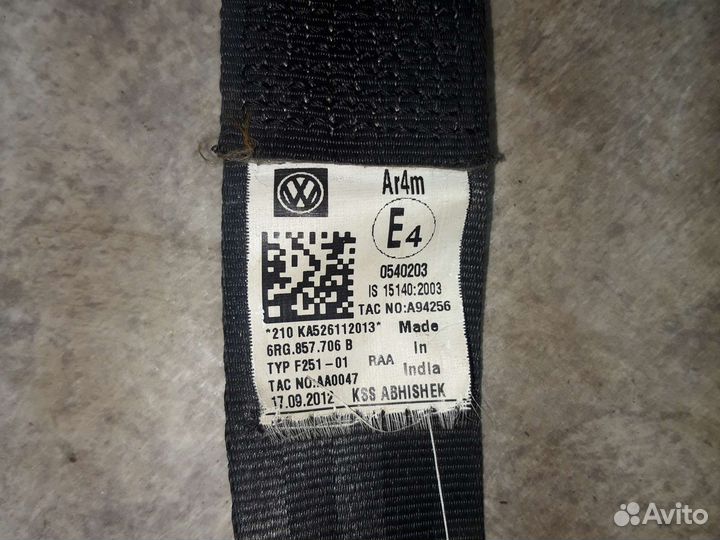 Ar4m
E4
0540203
IS 15140:2003
TAC NO:A94256
*210 KA526112013*
Made
6RG.857.706 B
In
TYP F251-01
RAA
India
TAC NO:AA0047
17.09.2012
KSS ABHISHEK
Avito